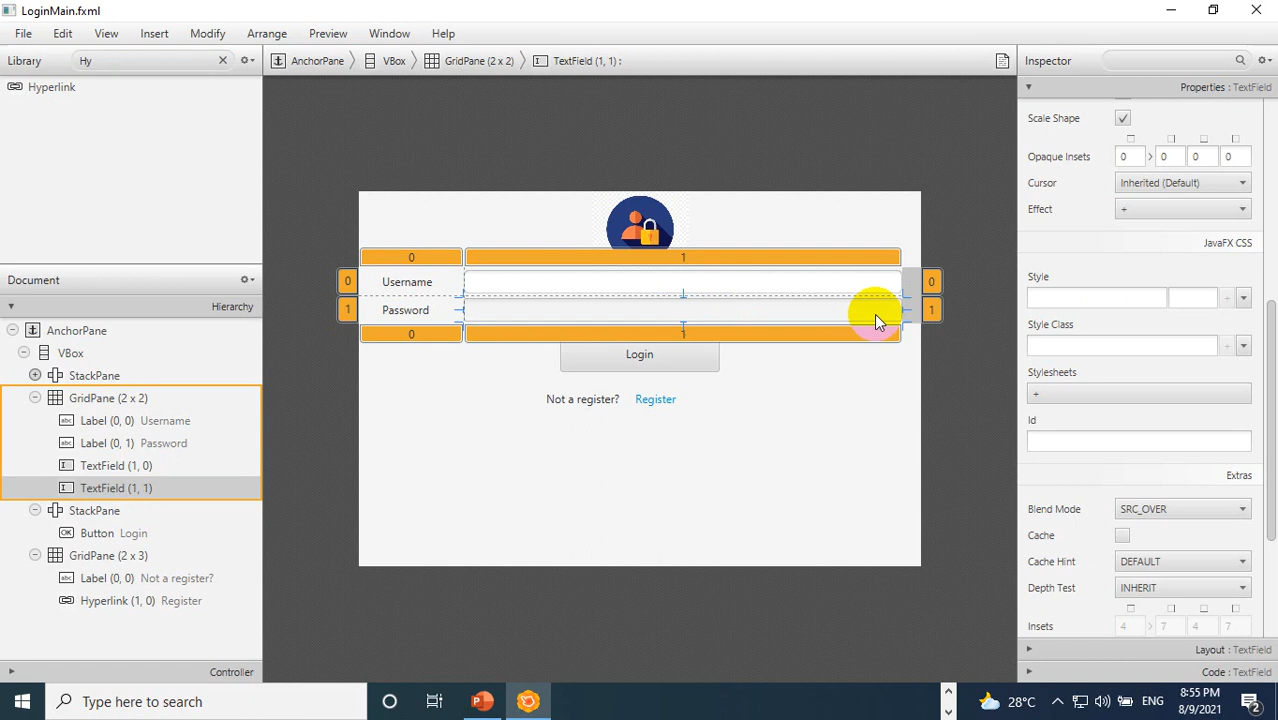 LoginMain.fxml
File Edit View Insert Modify Arrange Preview Window Help
Library Hy
Hyperlink
AnchorPane VBox GridPane (2 x 2) TextField (1, 1) :
Inspector
Properties : TextField
Scale Shape
Opaque Insets 0 0 0 0
Cursor Inherited (Default)
Effect +
JavaFX CSS
Style
Style Class
Stylesheets
+
Id
Extras
Blend Mode SRC_OVER
Cache
Cache Hint DEFAULT
Depth Test INHERIT
Insets 4 7 4 7
Layout : TextField
Code : TextField
0 1
0 Username 0
1 Password 1
0 1
Login
Not a register? Register
Document
Hierarchy
AnchorPane
VBox
StackPane
GridPane (2 x 2)
Label (0, 0) Username
Label (0, 1) Password
TextField (1, 0)
TextField (1, 1)
StackPane
OK Button Login
GridPane (2 x 3)
Label (0, 0) Not a register?
Hyperlink (1, 0) Register
Controller
Type here to search
28°C ENG 8:55 PM
8/9/2021
2